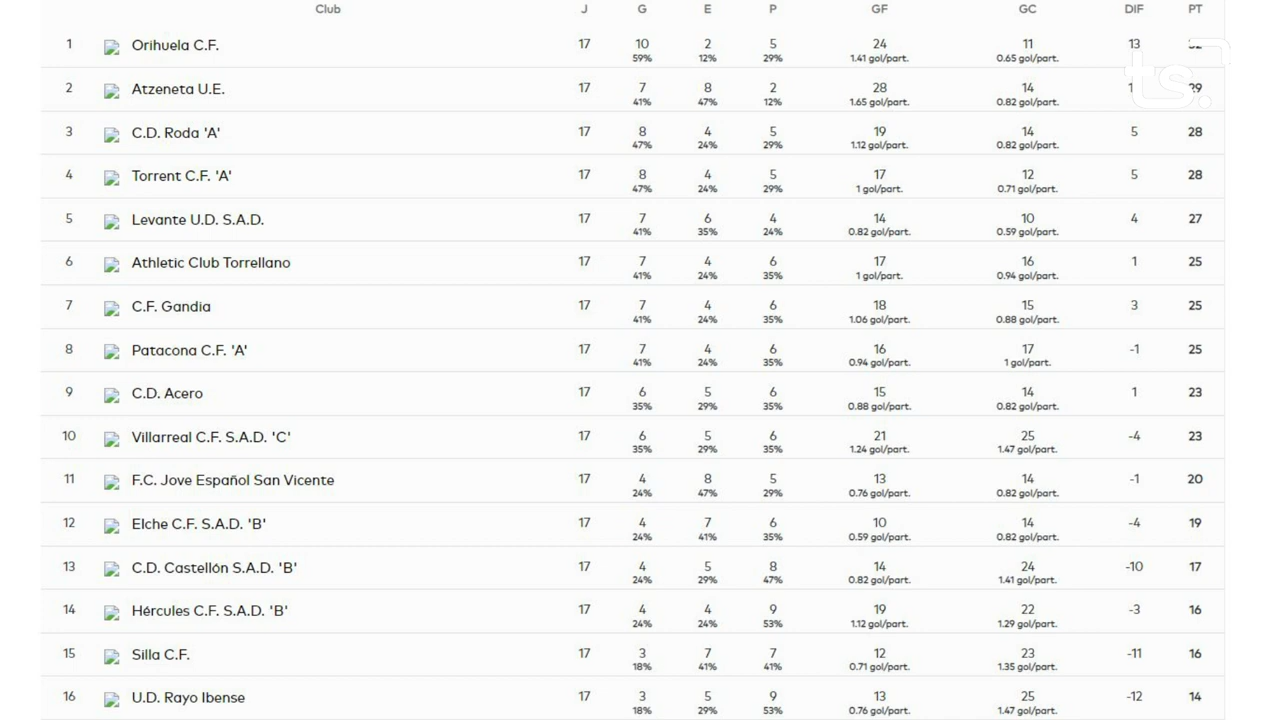 Club J G E P GF GC DIF PT
1 Orihuela C.F. 17 10 2 5 24 11 13
59% 12% 29% 1.41 gol/part. 0.65 gol/part.
2 Atzeneta U.E. 17 7 8 2 28 14
41% 47% 12% 1.65 gol/part. 0.82 gol/part.
3 C.D. Roda 'A' 17 8 4 5 19 14 5 28
47% 24% 29% 1.12 gol/part. 0.82 gol/part.
4 Torrent C.F. 'A' 17 8 4 5 17 12 5 28
47% 24% 29% 1 gol/part. 0.71 gol/part.
5 Levante U.D. S.A.D. 17 7 6 4 14 10 4 27
41% 35% 24% 0.82 gol/part. 0.59 gol/part.
6 Athletic Club Torrellano 17 7 4 6 17 16 1 25
41% 24% 35% 1 gol/part. 0.94 gol/part.
7 C.F. Gandia 17 7 4 6 18 15 3 25
41% 24% 35% 1.06 gol/part. 0.88 gol/part.
8 Patacona C.F. 'A' 17 7 4 6 16 17 -1 25
41% 24% 35% 0.94 gol/part. 1 gol/part.
9 C.D. Acero 17 6 5 6 15 14 1 23
35% 29% 35% 0.88 gol/part. 0.82 gol/part.
10 Villarreal C.F. S.A.D. 'C' 17 6 5 6 21 25 -4 23
35% 29% 35% 1.24 gol/part. 1.47 gol/part.
11 F.C. Jove Español San Vicente 17 4 8 5 13 14 -1 20
24% 47% 29% 0.76 gol/part. 0.82 gol/part.
12 Elche C.F. S.A.D. 'B' 17 4 7 6 10 14 -4 19
24% 41% 35% 0.59 gol/part. 0.82 gol/part.
13 C.D. Castellón S.A.D. 'B' 17 4 5 8 14 24 -10 17
24% 29% 47% 0.82 gol/part. 1.41 gol/part.
14 Hércules C.F. S.A.D. 'B' 17 4 4 9 19 22 -3 16
24% 24% 53% 1.12 gol/part. 1.29 gol/part.
15 Silla C.F. 17 3 7 7 12 23 -11 16
18% 41% 41% 0.71 gol/part. 1.35 gol/part.
16 U.D. Rayo Ibense 17 3 5 9 13 25 -12 14
18% 29% 53% 0.76 gol/part. 1.47 gol/part.
ts.